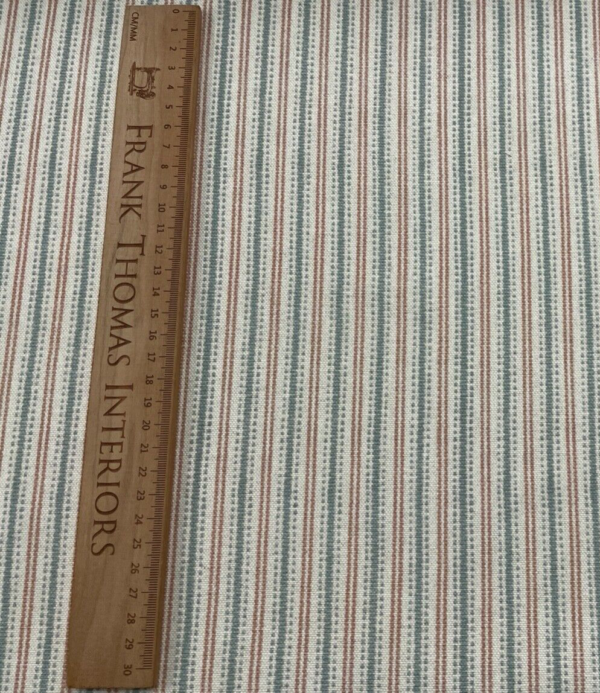 CM/MM
0 1 2 3 4 5 6 7 8 9 10 11 12 13 14 15 16 17 18 19 20 21 22 23 24 25 26 27 28 29 30
FRANK THOMAS INTERIORS